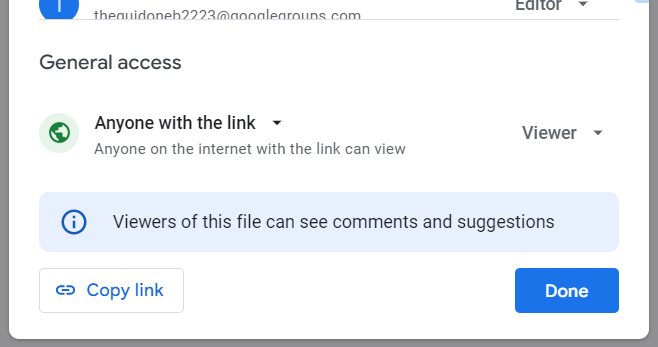 T
theguidoneb2223@googlegroups.com
Editor
General access
Anyone with the link
Anyone on the internet with the link can view
Viewer
Viewers of this file can see comments and suggestions
Copy link
Done